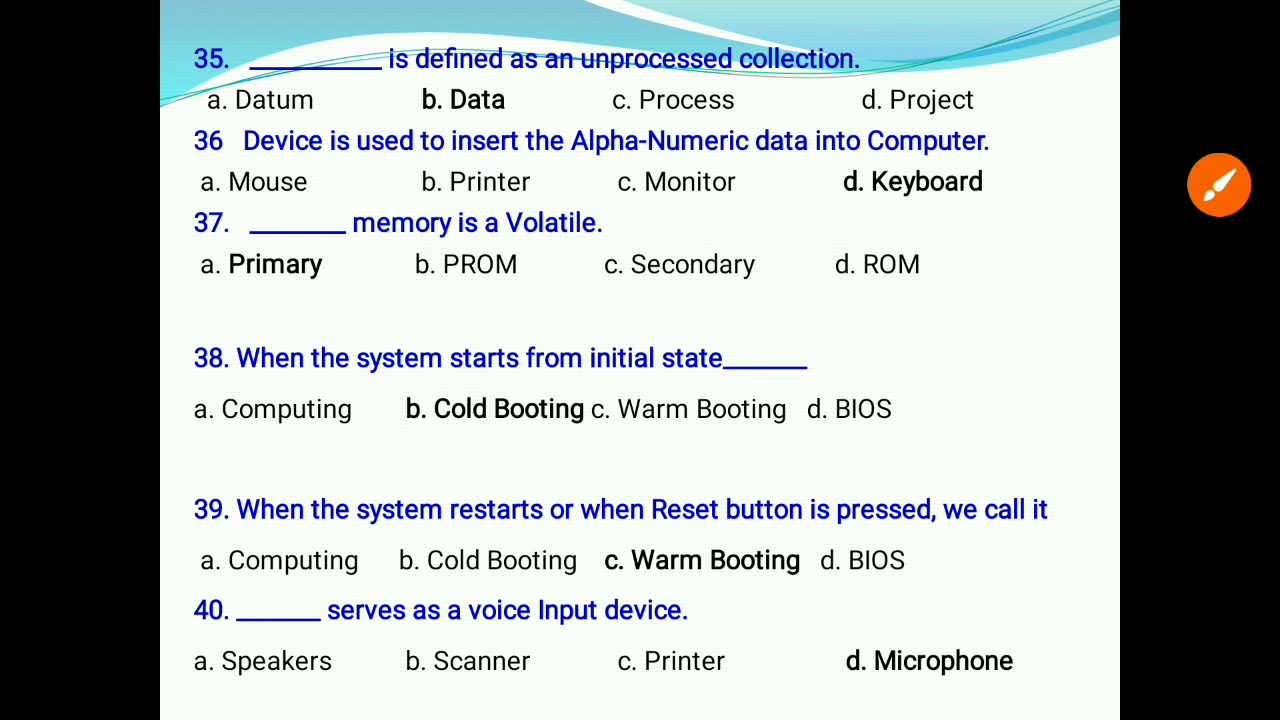 35. __________ is defined as an unprocessed collection.
a. Datum b. Data c. Process d. Project
36 Device is used to insert the Alpha-Numeric data into Computer.
a. Mouse b. Printer c. Monitor d. Keyboard
37. ________ memory is a Volatile.
a. Primary b. PROM c. Secondary d. ROM
38. When the system starts from initial state_______
a. Computing b. Cold Booting c. Warm Booting d. BIOS
39. When the system restarts or when Reset button is pressed, we call it
a. Computing b. Cold Booting c. Warm Booting d. BIOS
40. _______ serves as a voice Input device.
a. Speakers b. Scanner c. Printer d. Microphone